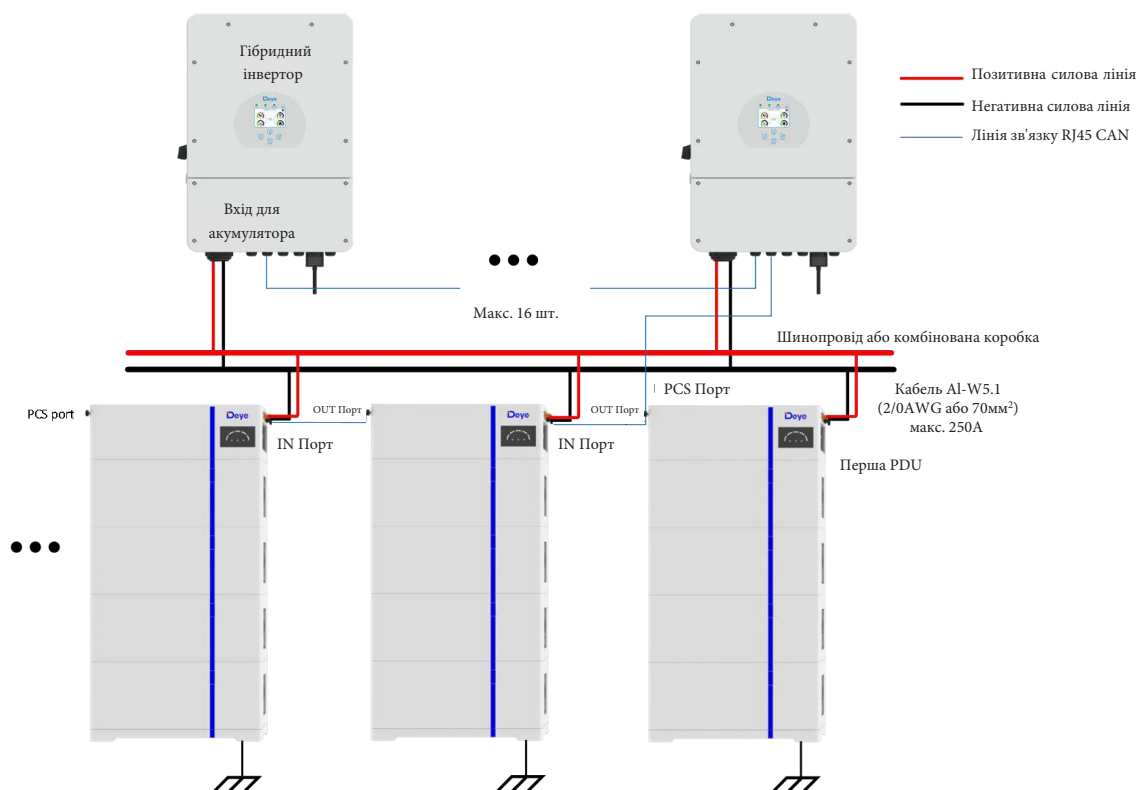 Гібридний
інвертор
Deye
Вхід для
акумулятора
Deye
Позитивна силова лінія
Негативна силова лінія
Лінія зв'язку RJ45 CAN
Макс. 16 шт.
Шинопровід або комбінована коробка
PCS port
Deye
IN Порт
OUT Порт
Deye
IN Порт
OUT Порт
PCS Порт
Deye
Кабель Al-W5.1
(2/0AWG або 70мм²)
макс. 250А
Перша PDU